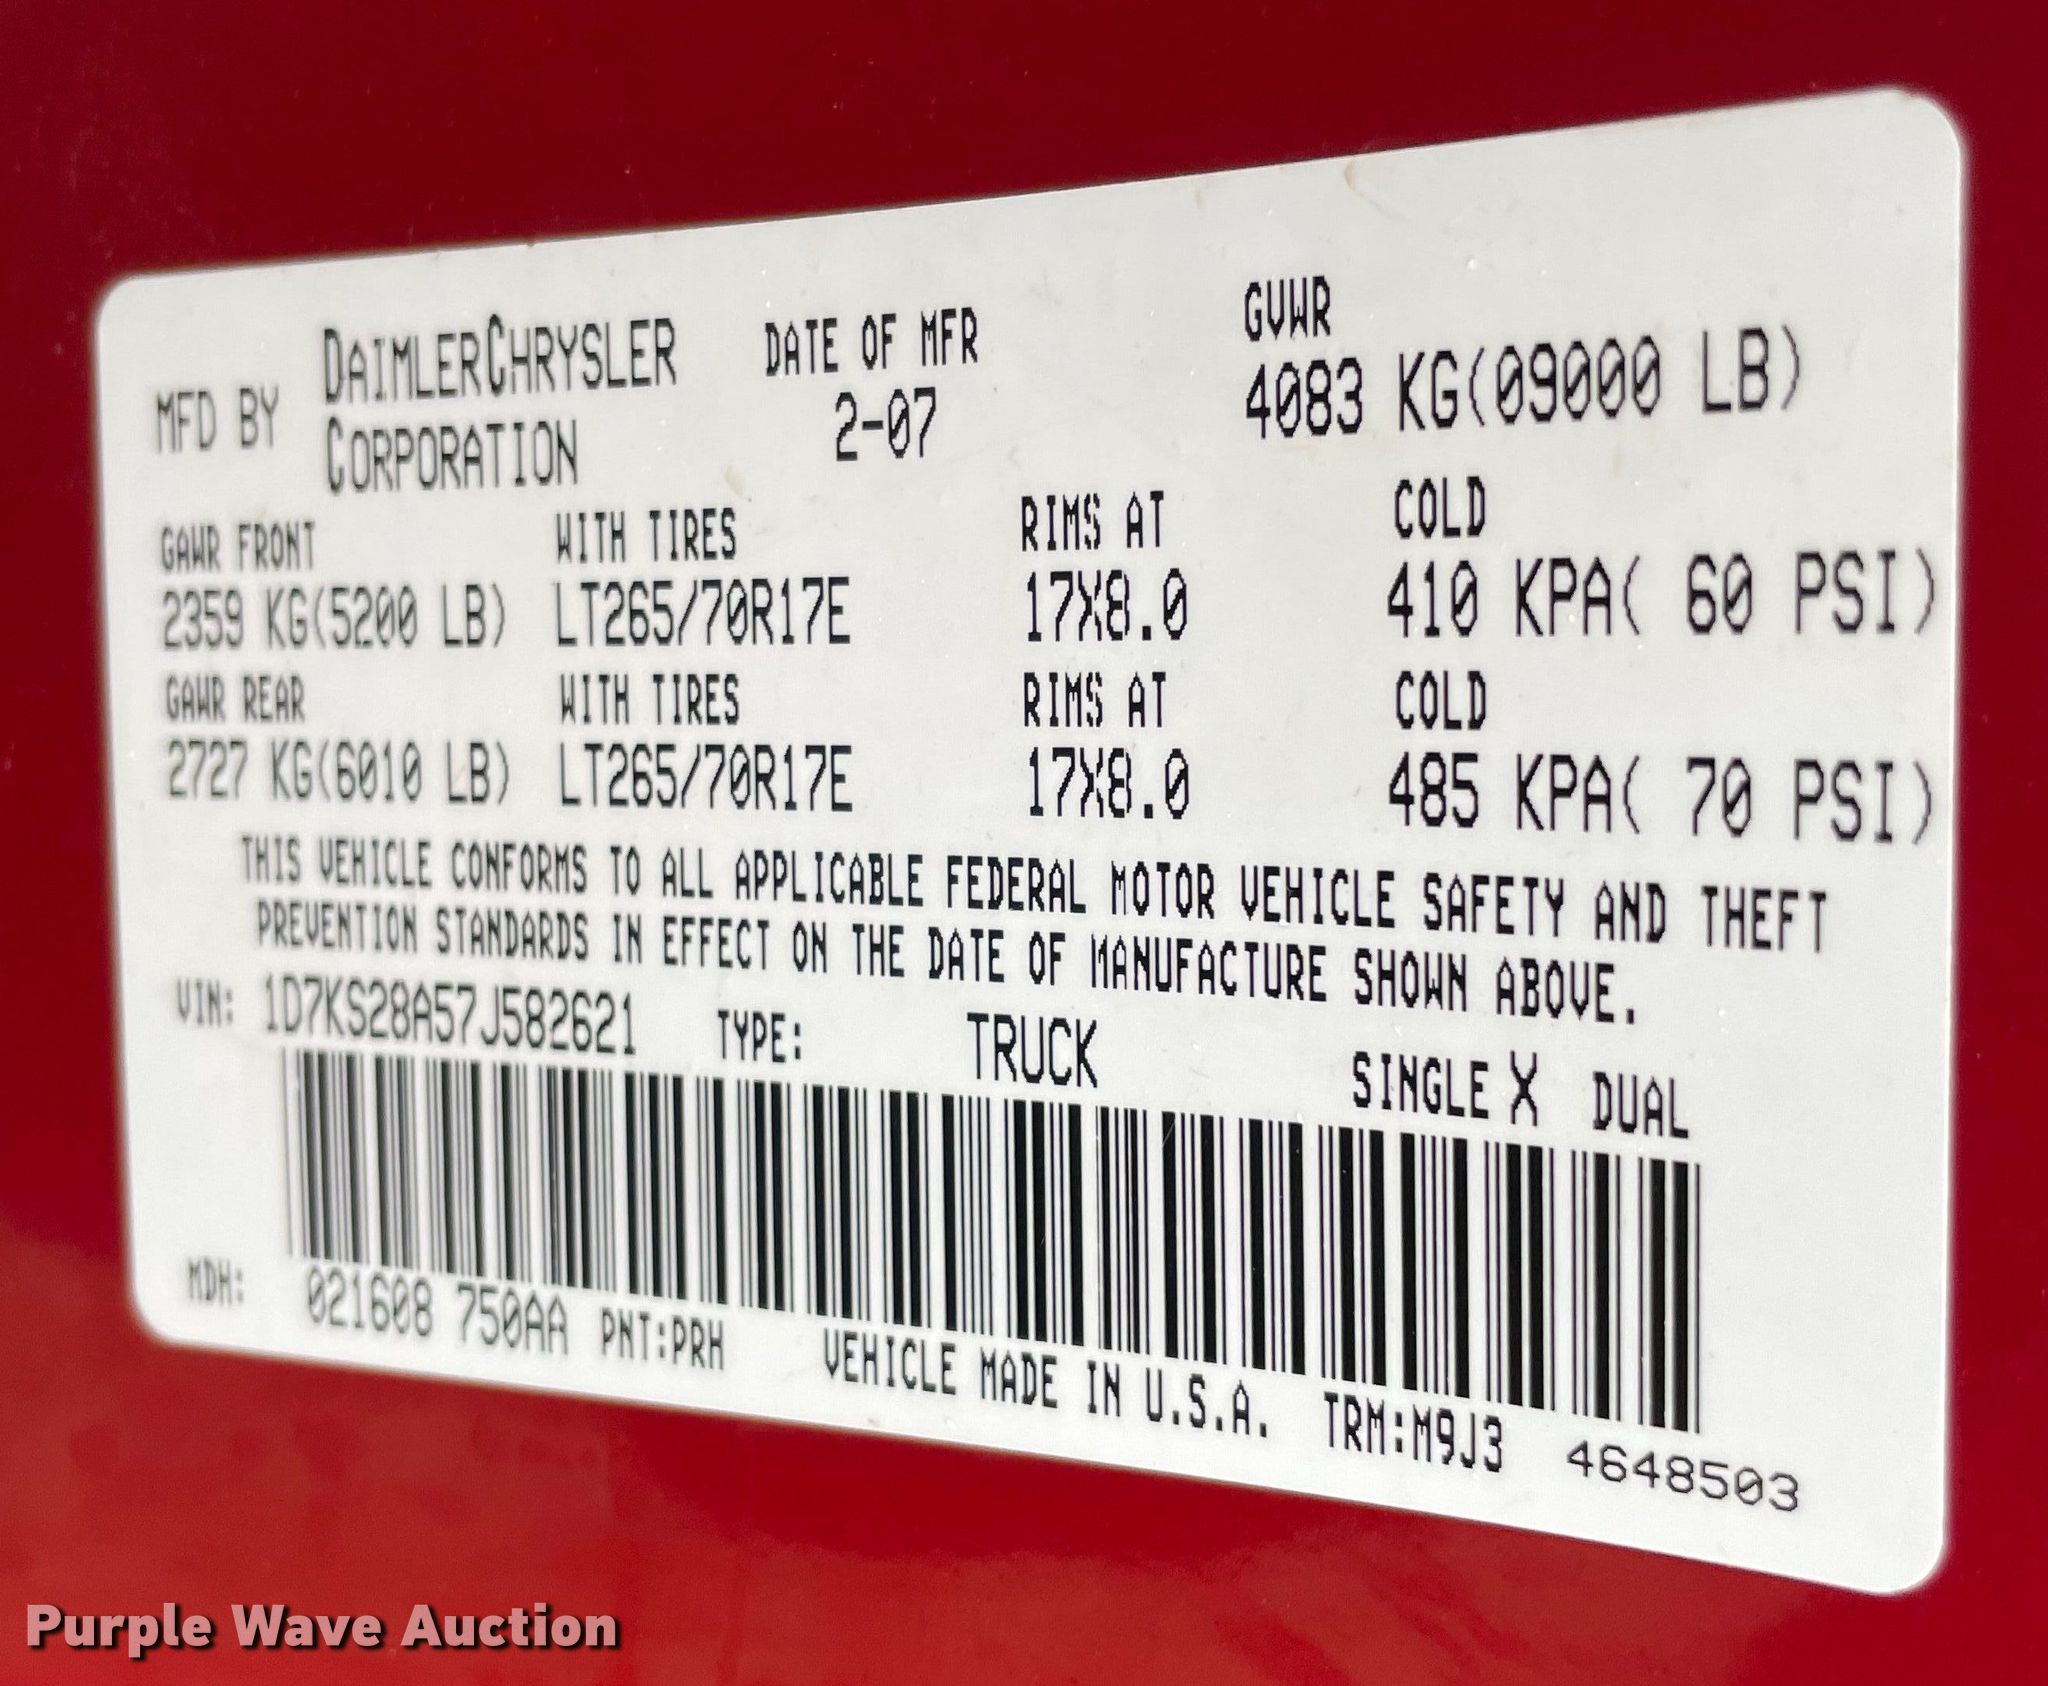 MFD BY DAIMLERCHRYSLER CORPORATION DATE OF MFR 2-07 GVWR 4083 KG(09000 LB)
GAWR FRONT WITH TIRES RIMS AT COLD
2359 KG(5200 LB) LT265/70R17E 17X8.0 410 KPA( 60 PSI)
GAWR REAR WITH TIRES RIMS AT COLD
2727 KG(6010 LB) LT265/70R17E 17X8.0 485 KPA( 70 PSI)
THIS VEHICLE CONFORMS TO ALL APPLICABLE FEDERAL MOTOR VEHICLE SAFETY AND THEFT
PREVENTION STANDARDS IN EFFECT ON THE DATE OF MANUFACTURE SHOWN ABOVE.
VIN: 1D7KS28A57J582621 TYPE: TRUCK SINGLE X DUAL
MDH: 021608 750AA PNT:PRH VEHICLE MADE IN U.S.A. TRM:M9J3 4648503
Purple Wave Auction